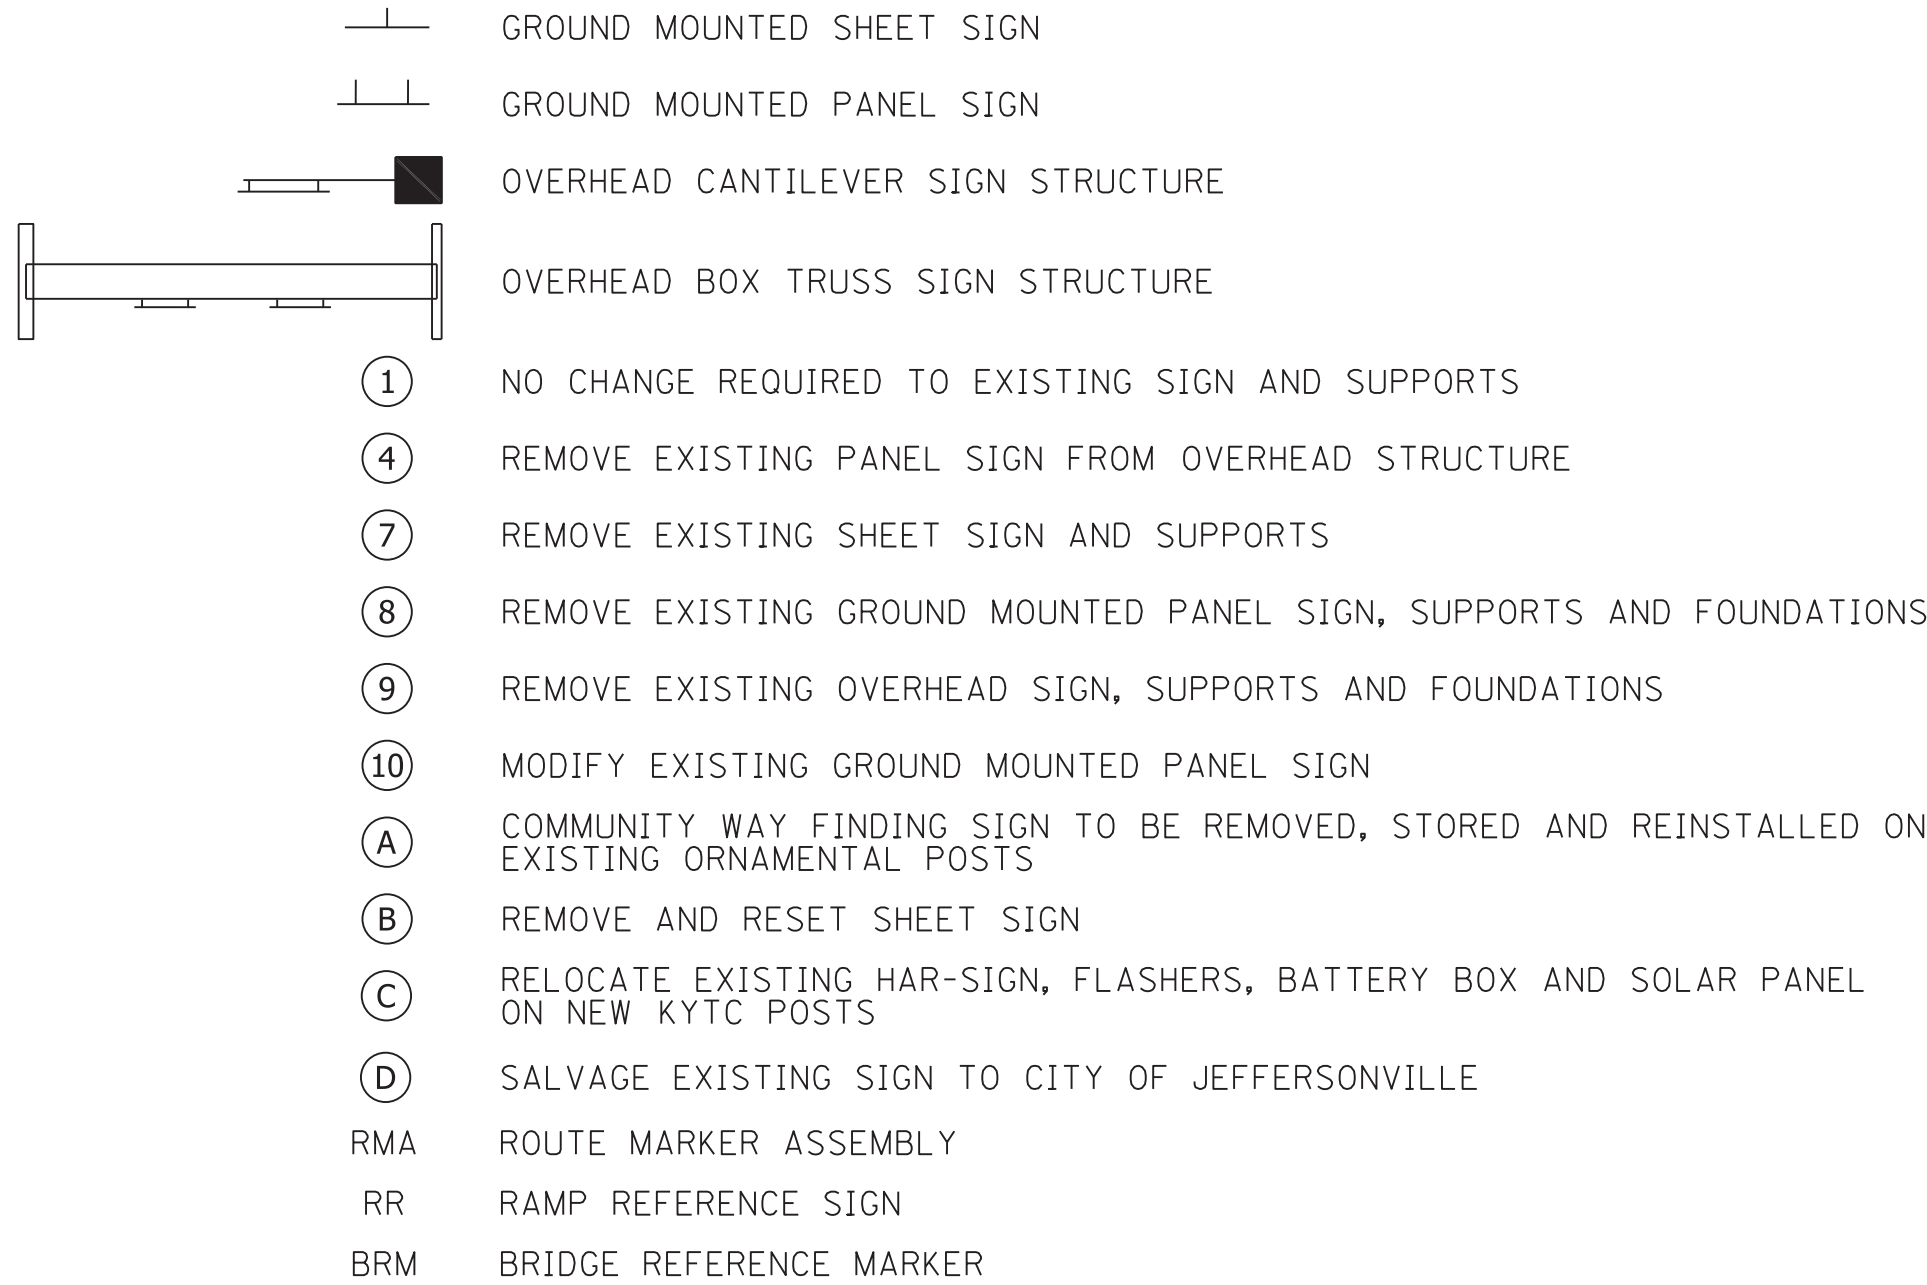 GROUND MOUNTED SHEET SIGN
GROUND MOUNTED PANEL SIGN
OVERHEAD CANTILEVER SIGN STRUCTURE
OVERHEAD BOX TRUSS SIGN STRUCTURE
1 NO CHANGE REQUIRED TO EXISTING SIGN AND SUPPORTS
4 REMOVE EXISTING PANEL SIGN FROM OVERHEAD STRUCTURE
7 REMOVE EXISTING SHEET SIGN AND SUPPORTS
8 REMOVE EXISTING GROUND MOUNTED PANEL SIGN, SUPPORTS AND FOUNDATIONS
9 REMOVE EXISTING OVERHEAD SIGN, SUPPORTS AND FOUNDATIONS
10 MODIFY EXISTING GROUND MOUNTED PANEL SIGN
A COMMUNITY WAY FINDING SIGN TO BE REMOVED, STORED AND REINSTALLED ON
EXISTING ORNAMENTAL POSTS
B REMOVE AND RESET SHEET SIGN
C RELOCATE EXISTING HAR-SIGN, FLASHERS, BATTERY BOX AND SOLAR PANEL
ON NEW KYTC POSTS
D SALVAGE EXISTING SIGN TO CITY OF JEFFERSONVILLE
RMA ROUTE MARKER ASSEMBLY
RR RAMP REFERENCE SIGN
BRM BRIDGE REFERENCE MARKER